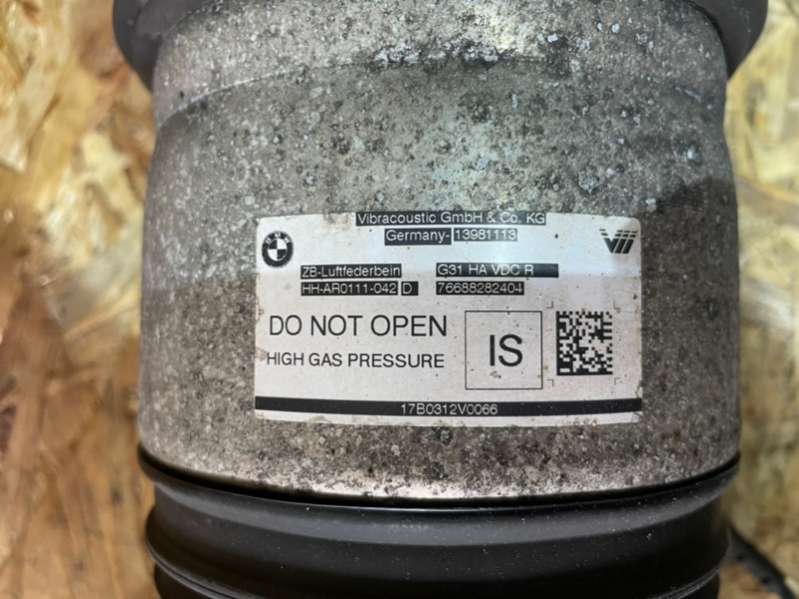 Vibracoustic GmbH & Co. KG
Germany- 13981113
BMW
ZB-Luftfederbein G31 HA VDC R
HH-AR0111-042 D 76688282404
DO NOT OPEN
HIGH GAS PRESSURE
IS
17B0312V0066